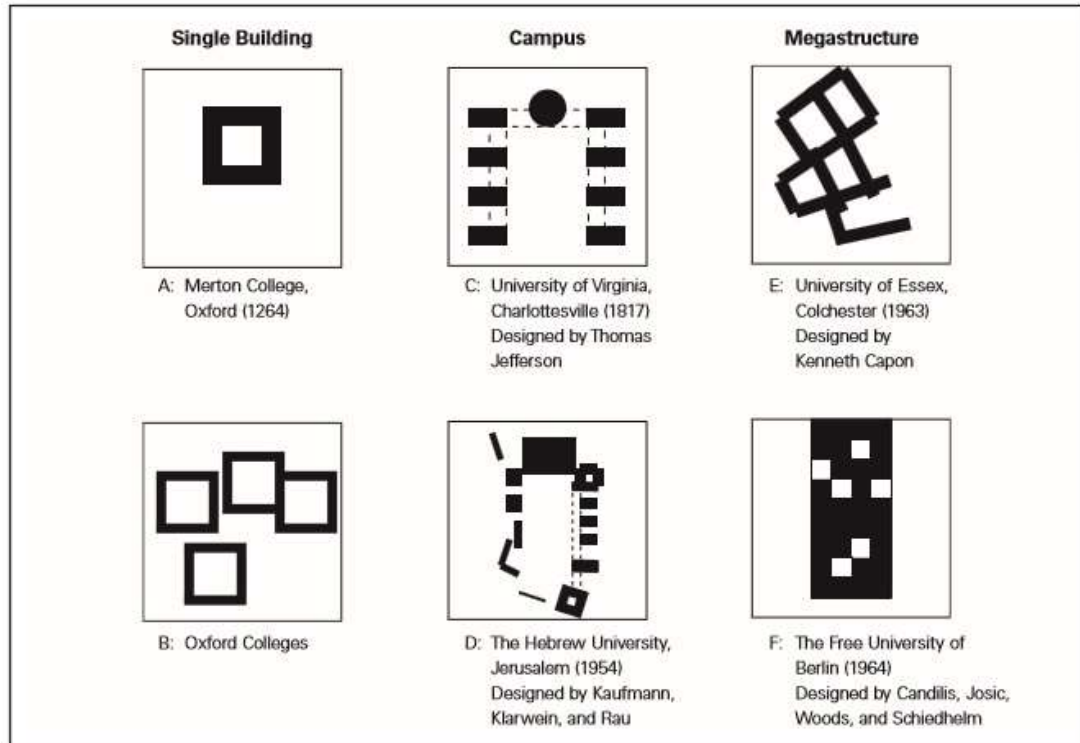 Single Building
Campus
Megastructure
A: Merton College,
Oxford (1264)
C: University of Virginia,
Charlottesville (1817)
Designed by Thomas
Jefferson
E: University of Essex,
Colchester (1963)
Designed by
Kenneth Capon
B: Oxford Colleges
D: The Hebrew University,
Jerusalem (1954)
Designed by Kaufmann,
Klarwein, and Rau
F: The Free University of
Berlin (1964)
Designed by Candilis, Josic,
Woods, and Schiedhelm